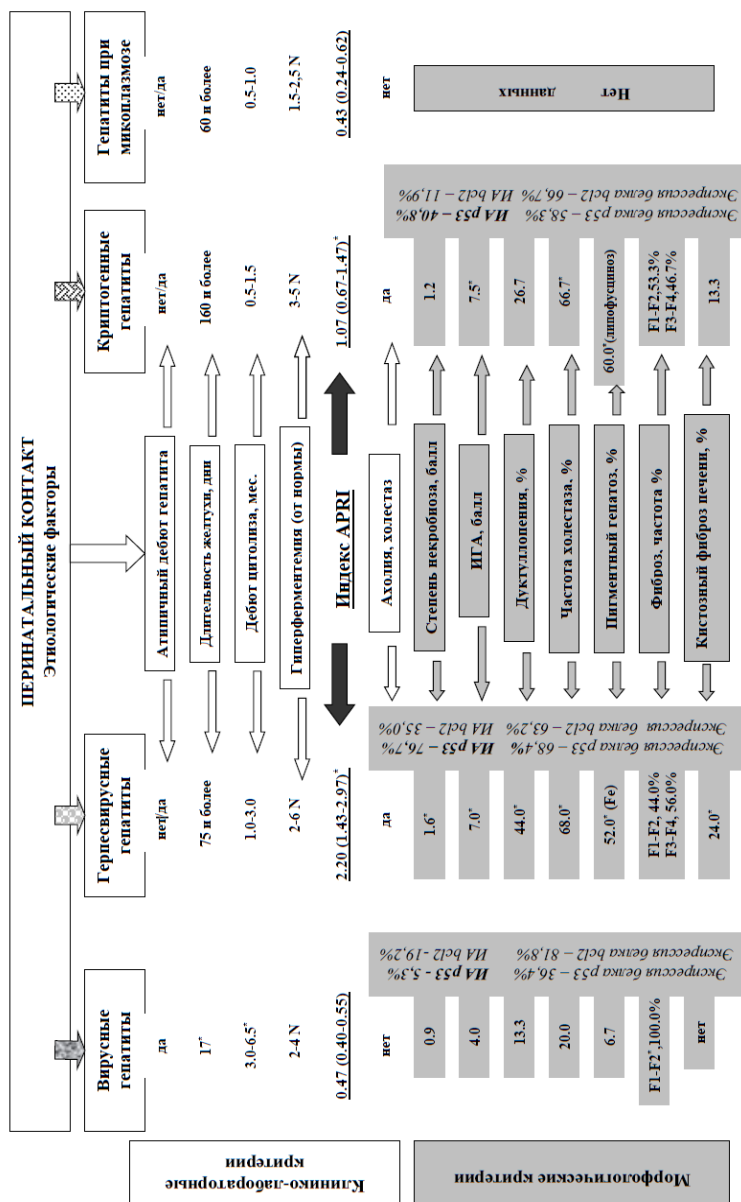 ПЕРИНАТАЛЬНЫЙ КОНТАКТ
Этиологические факторы
Вирусные
гепатиты
Герпесвирусные
гепатиты
Криптогенные
гепатиты
Гепатиты при
микоплазмозе
Клинико-лабораторные
критерии
да
нет/да
Атипичный дебют гепатита
нет/да
нет/да
17*
75 и более
Длительность желтухи, дни
160 и более
60 и более
3.0-6.5*
1.0-3.0
Дебют цитолиза, мес.
0.5-1.5
0.5-1.0
2-4 N
2-6 N
Гиперферментемия (от нормы)
3-5 N
1.5-2,5 N
0.47 (0.40-0.55)
2.20 (1.43-2.97)*
Индекс APRI
1.07 (0.67-1.47)*
0.43 (0.24-0.62)
нет
да
Ахолия, холестаз
да
нет
Морфологические критерии
0.9
1.6*
Степень некробиоза, балл
1.2
4.0
7.0*
ИГА, балл
7.5*
13.3
44.0*
Дуктуллопения, %
26.7
20.0
68.0*
Частота холестаза, %
66.7*
6.7
52.0* (Fe)
Пигментный гепатоз, %
60.0*(липофусциноз)
F1-F2*,100.0%
F1-F2, 44.0%
F3-F4, 56.0%
Фиброз, частота %
F1-F2,53.3%
F3-F4,46.7%
нет
24.0*
Кистозный фиброз печени, %
13.3
Экспрессия белка p53 – 36,4% ИА p53 - 5,3%
Экспрессия белка bcl2 – 81,8% ИА bcl2 -19,2%
Экспрессия белка p53 – 68,4% ИА p53 – 76,7%
Экспрессия белка bcl2 – 63,2% ИА bcl2 – 35,0%
Экспрессия белка p53 – 58,3% ИА p53 – 40,8%
Экспрессия белка bcl2 – 66,7% ИА bcl2 – 11,9%
Нет данных